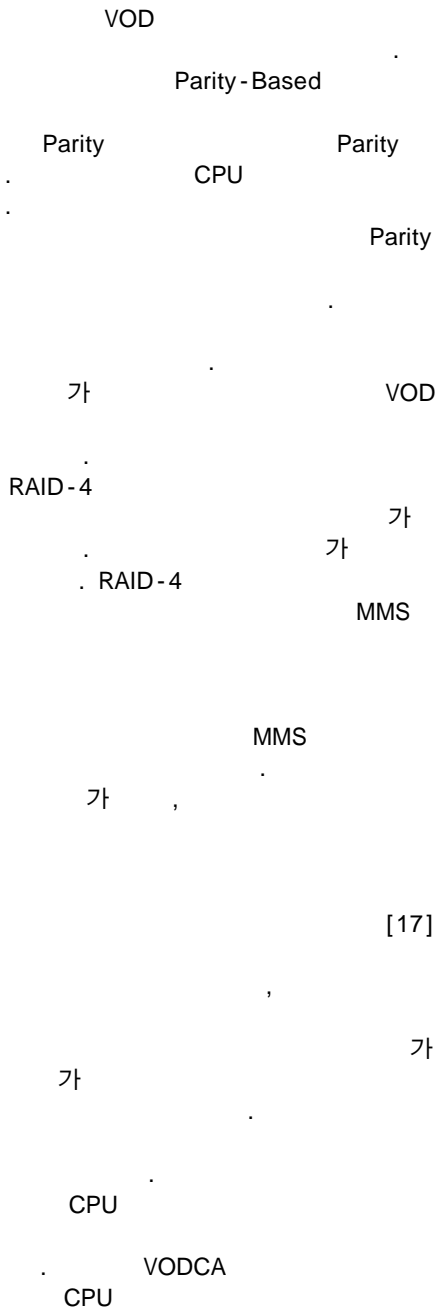 VOD
.
Parity-Based
Parity Parity
. CPU
.
Parity
.
.
가 VOD
.
RAID-4
가
. 가
. RAID-4
MMS
MMS
.
가 ,
[17]
,
가
가
.
.
CPU
. VODCA
CPU